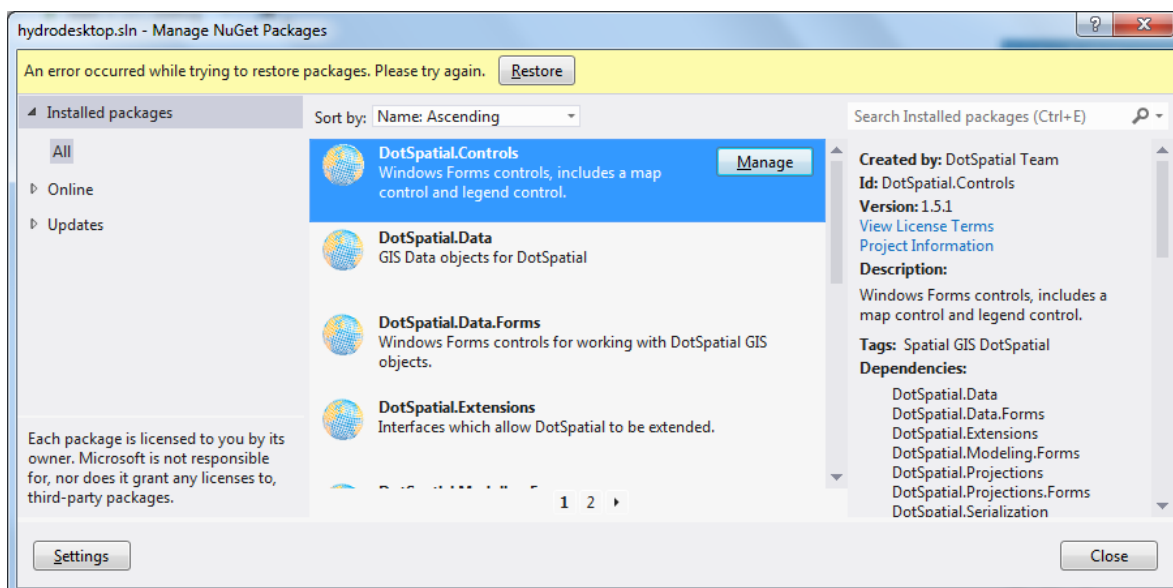 hydrodesktop.sln - Manage NuGet Packages
An error occurred while trying to restore packages. Please try again.
Restore
Installed packages
All
Online
Updates
Each package is licensed to you by its
owner. Microsoft is not responsible
for, nor does it grant any licenses to,
third-party packages.
Settings
Sort by: Name: Ascending
DotSpatial.Controls
Windows Forms controls, includes a map
control and legend control.
Manage
DotSpatial.Data
GIS Data objects for DotSpatial
DotSpatial.Data.Forms
Windows Forms controls for working with DotSpatial GIS
objects.
DotSpatial.Extensions
Interfaces which allow DotSpatial to be extended.
1 2
Search Installed packages (Ctrl+E)
Created by: DotSpatial Team
Id: DotSpatial.Controls
Version: 1.5.1
View License Terms
Project Information
Description:
Windows Forms controls, includes a
map control and legend control.
Tags: Spatial GIS DotSpatial
Dependencies:
DotSpatial.Data
DotSpatial.Data.Forms
DotSpatial.Extensions
DotSpatial.Modeling.Forms
DotSpatial.Projections
DotSpatial.Projections.Forms
DotSpatial.Serialization
Close